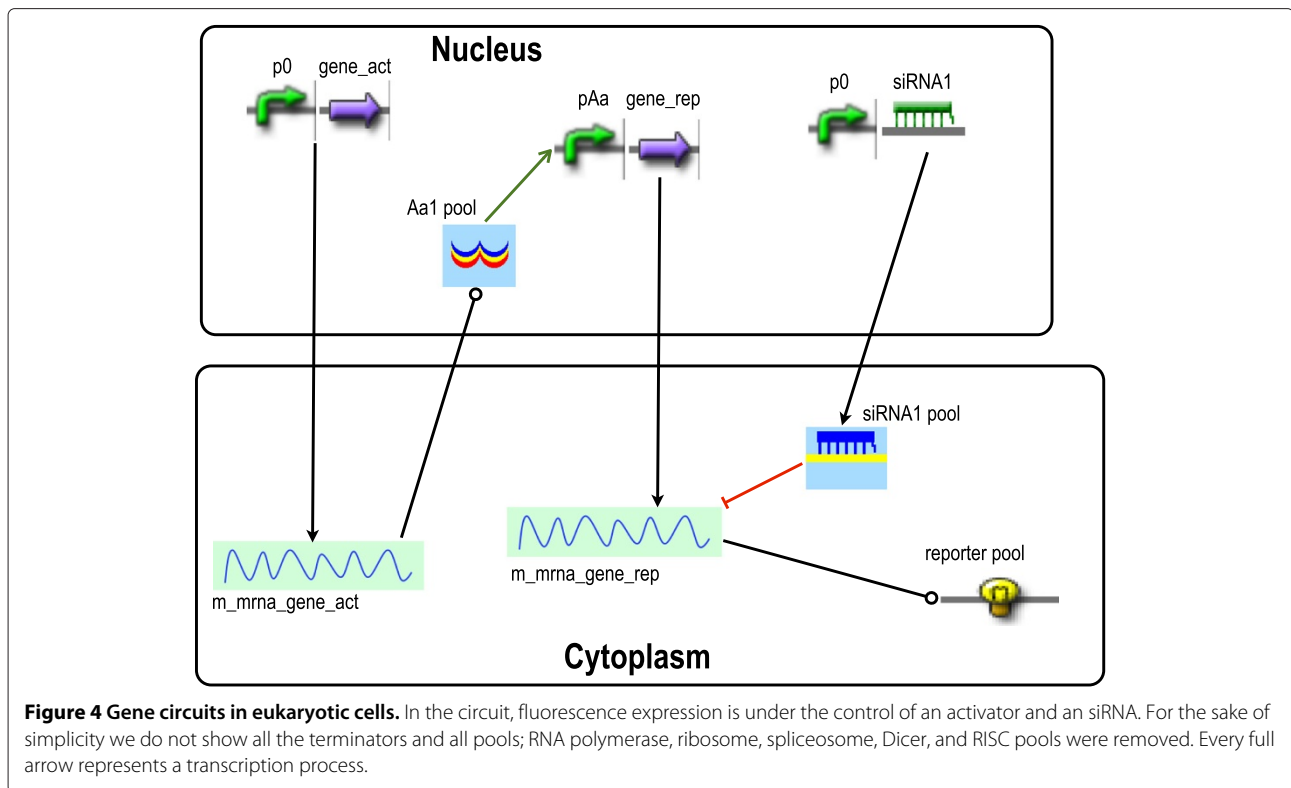 Nucleus
p0 gene_act
pAa gene_rep
p0 siRNA1
Aa1 pool
siRNA1 pool
m_mrna_gene_act
m_mrna_gene_rep
reporter pool
Cytoplasm
Figure 4 Gene circuits in eukaryotic cells. In the circuit, fluorescence expression is under the control of an activator and an siRNA. For the sake of
simplicity we do not show all the terminators and all pools; RNA polymerase, ribosome, spliceosome, Dicer, and RISC pools were removed. Every full
arrow represents a transcription process.